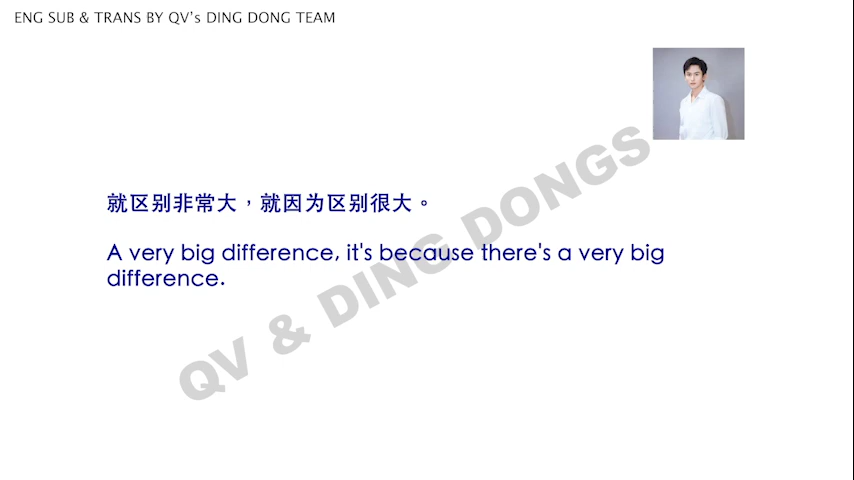 ENG SUB & TRANS BY QV's DING DONG TEAM
就区别非常大，就因为区别很大。
A very big difference, it's because there's a very big
difference.
QV & DING DONGS